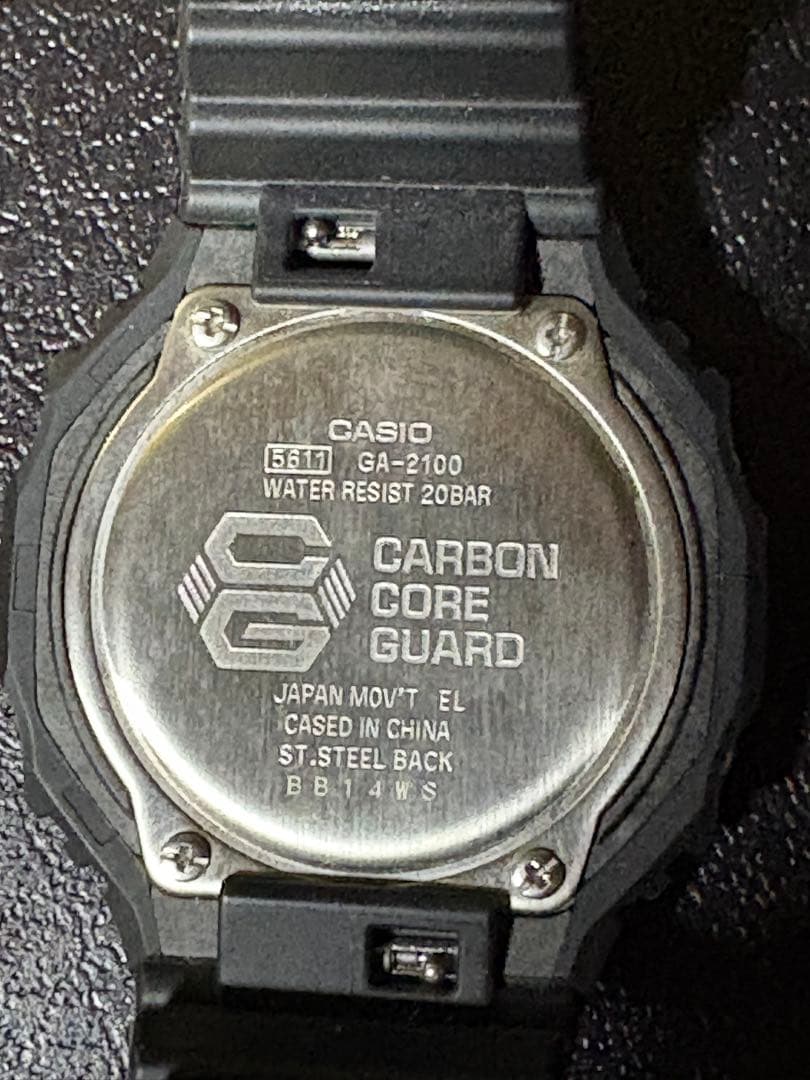 CASIO
5611 GA-2100
WATER RESIST 20BAR
CG CARBON
CORE
GUARD
JAPAN MOV'T EL
CASED IN CHINA
ST.STEEL BACK
BB14WS